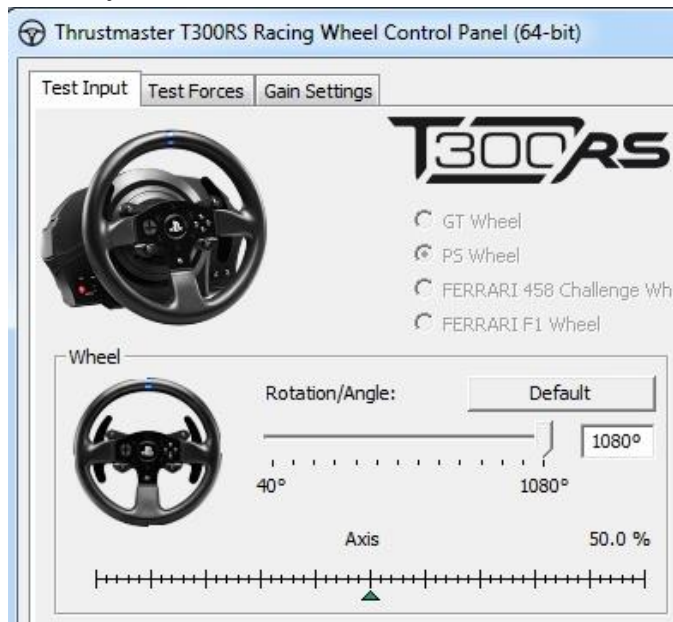 Thrustmaster T300RS Racing Wheel Control Panel (64-bit)
Test Input Test Forces Gain Settings
T300RS
GT Wheel
PS Wheel
FERRARI 458 Challenge Wh
FERRARI F1 Wheel
Wheel
Rotation/Angle: Default
1080°
40° 1080°
Axis 50.0 %